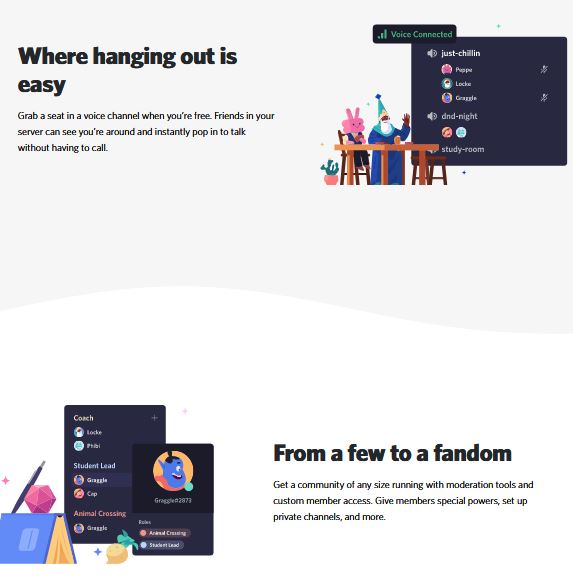 Where hanging out is
easy
Grab a seat in a voice channel when you're free. Friends in your
server can see you're around and instantly pop in to talk
without having to call.
Voice Connected
just-chillin
Peppe
Locke
Graggle
dnd-night
study-room
Coach
Locke
Phibi
Student Lead
Graggle
Cap
Animal Crossing
Graggle
Graggle#2873
Roles
Animal Crossing
Student Lead
From a few to a fandom
Get a community of any size running with moderation tools and
custom member access. Give members special powers, set up
private channels, and more.